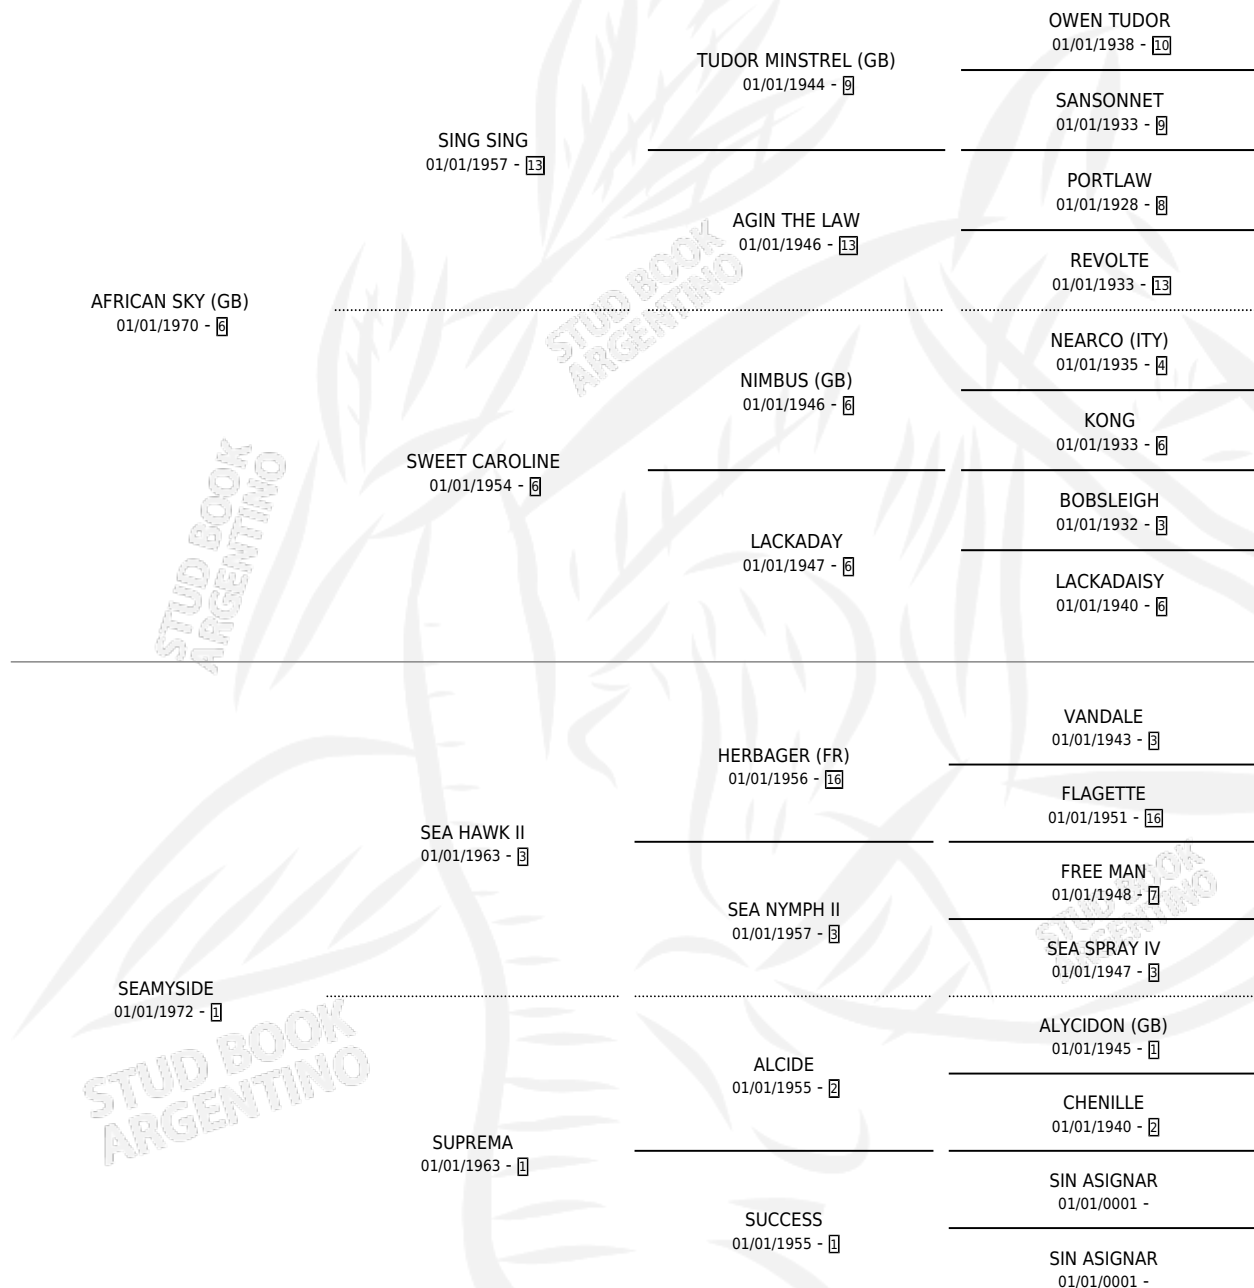 OWEN TUDOR
01/01/1938 - 10
TUDOR MINSTREL (GB)
01/01/1944 - 9
SANSONNET
01/01/1933 - 9
SING SING
01/01/1957 - 13
PORTLAW
01/01/1928 - 8
AGIN THE LAW
01/01/1946 - 13
REVOLTE
01/01/1933 - 13
AFRICAN SKY (GB)
01/01/1970 - 6
NEARCO (ITY)
01/01/1935 - 4
NIMBUS (GB)
01/01/1946 - 6
KONG
01/01/1933 - 6
SWEET CAROLINE
01/01/1954 - 6
BOBSLEIGH
01/01/1932 - 3
LACKADAY
01/01/1947 - 6
LACKADAISY
01/01/1940 - 6
VANDALE
01/01/1943 - 3
HERBAGER (FR)
01/01/1956 - 16
FLAGETTE
01/01/1951 - 16
SEA HAWK II
01/01/1963 - 3
FREE MAN
01/01/1948 - 7
SEA NYMPH II
01/01/1957 - 3
SEA SPRAY IV
01/01/1947 - 3
SEAMYSIDE
01/01/1972 - 1
ALYCIDON (GB)
01/01/1945 - 1
ALCIDE
01/01/1955 - 2
CHENILLE
01/01/1940 - 2
SUPREMA
01/01/1963 - 1
SIN ASIGNAR
01/01/0001 -
SUCCESS
01/01/1955 - 1
SIN ASIGNAR
01/01/0001 -
STUD BOOK
ARGENTINO
STUD BOOK
ARGENTINO
STUD BOOK
ARGENTINO
STUD BOOK
ARGENTINO